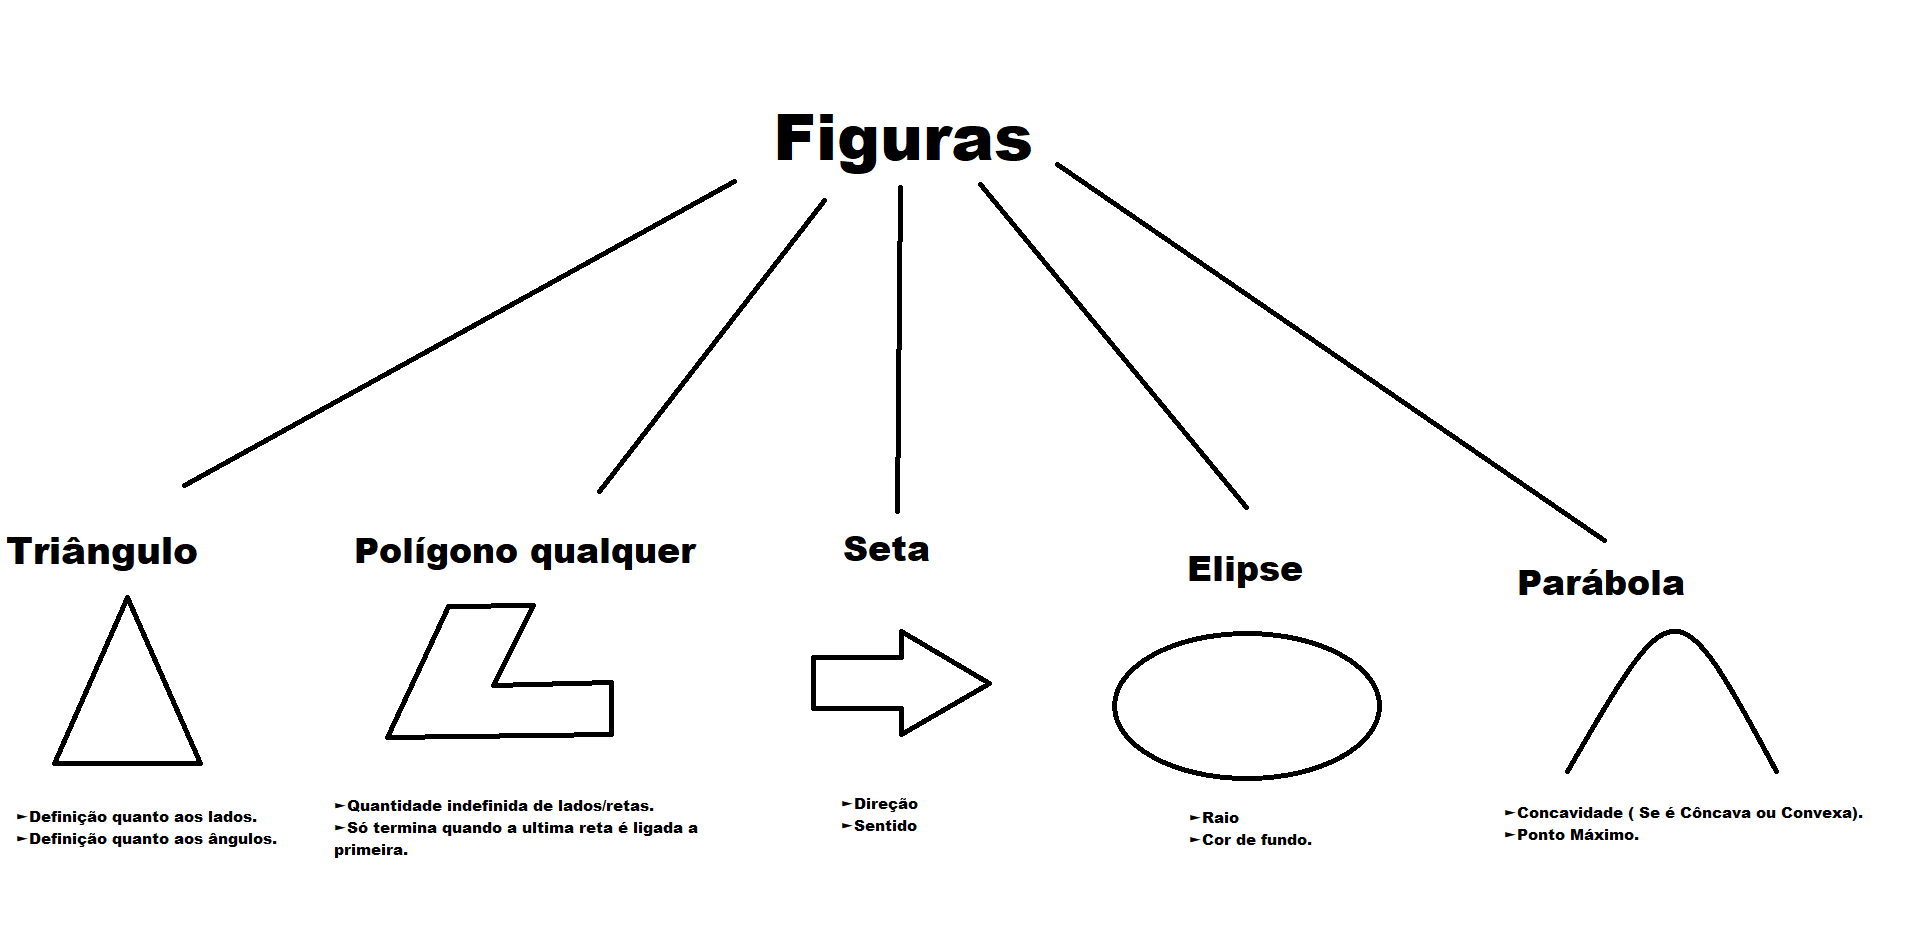 Figuras
Triângulo
Polígono qualquer
Seta
Elipse
Parábola
►Definição quanto aos lados.
►Definição quanto aos ângulos.
►Quantidade indefinida de lados/retas.
►Só termina quando a ultima reta é ligada a
primeira.
►Direção
►Sentido
►Raio
►Cor de fundo.
►Concavidade ( Se é Côncava ou Convexa).
►Ponto Máximo.